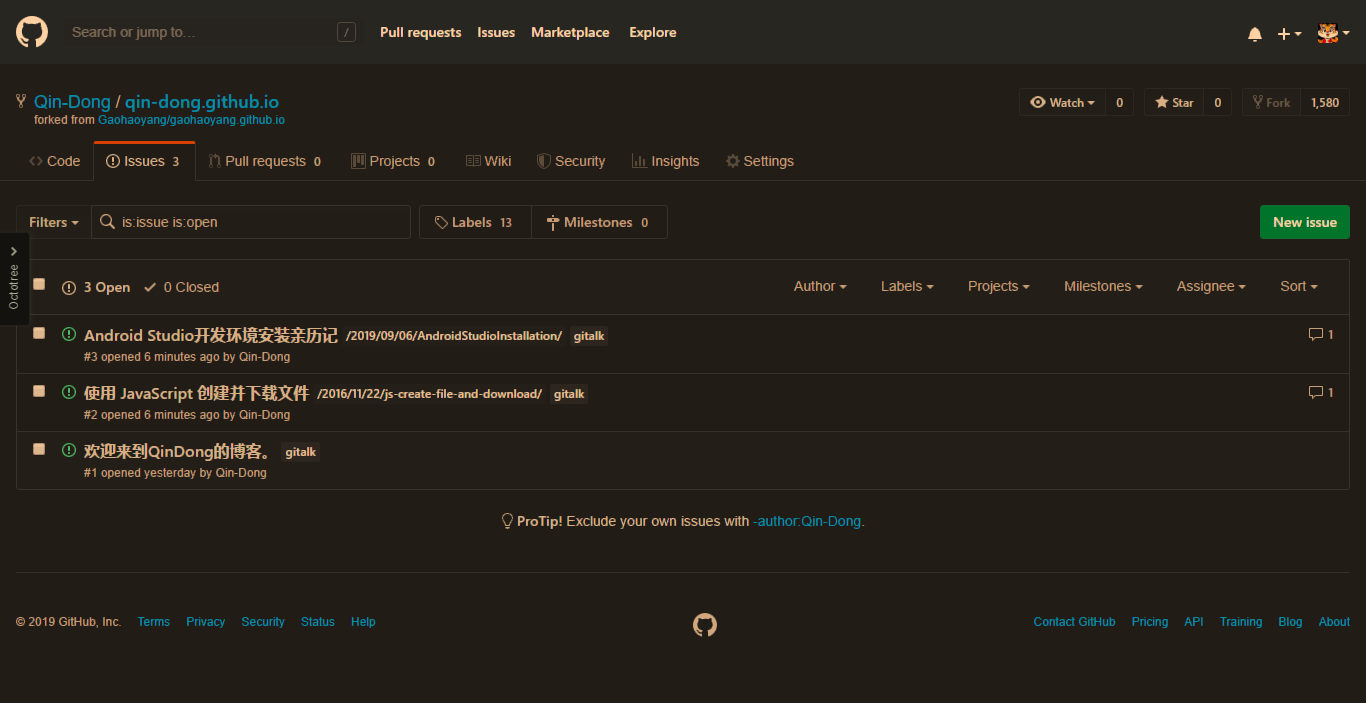 Search or jump to… / Pull requests Issues Marketplace Explore
Qin-Dong / qin-dong.github.io Watch 0 Star 0 Fork 1,580
forked from Gaohaoyang/gaohaoyang.github.io
Code Issues 3 Pull requests 0 Projects 0 Wiki Security Insights Settings
Filters is:issue is:open Labels 13 Milestones 0 New issue
Octotree
3 Open 0 Closed Author Labels Projects Milestones Assignee Sort
Android Studio开发环境安装亲历记 /2019/09/06/AndroidStudioInstallation/ gitalk 1
#3 opened 6 minutes ago by Qin-Dong
使用 JavaScript 创建并下载文件 /2016/11/22/js-create-file-and-download/ gitalk 1
#2 opened 6 minutes ago by Qin-Dong
欢迎来到QinDong的博客。 gitalk
#1 opened yesterday by Qin-Dong
ProTip! Exclude your own issues with -author:Qin-Dong.
© 2019 GitHub, Inc. Terms Privacy Security Status Help Contact GitHub Pricing API Training Blog About